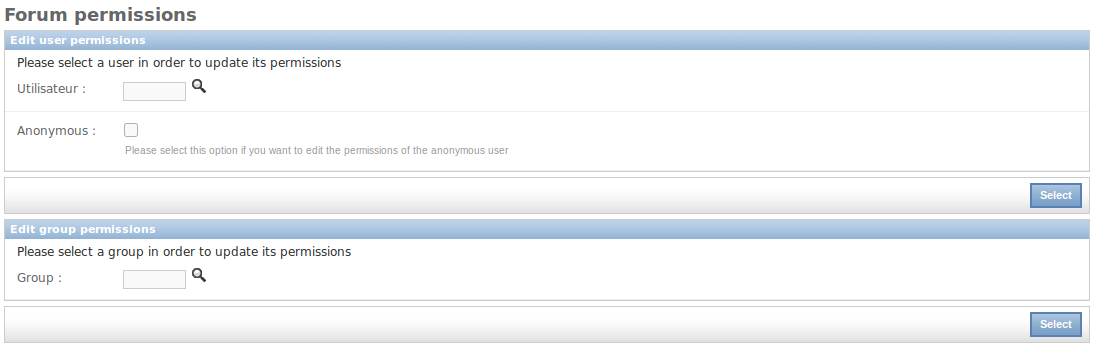 Forum permissions
Edit user permissions
Please select a user in order to update its permissions
Utilisateur :
Anonymous :
Please select this option if you want to edit the permissions of the anonymous user
Select
Edit group permissions
Please select a group in order to update its permissions
Group :
Select